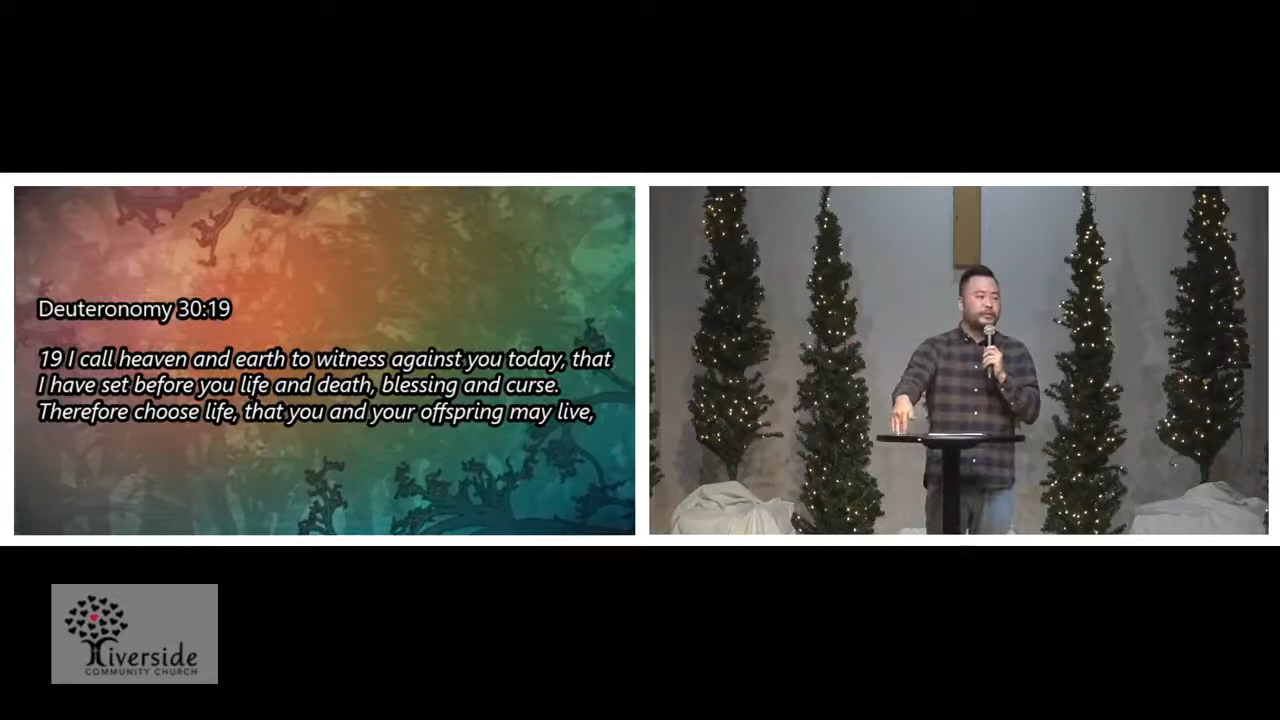 Deuteronomy 30:19
19 I call heaven and earth to witness against you today, that
I have set before you life and death, blessing and curse.
Therefore choose life, that you and your offspring may live,
Riverside
COMMUNITY CHURCH